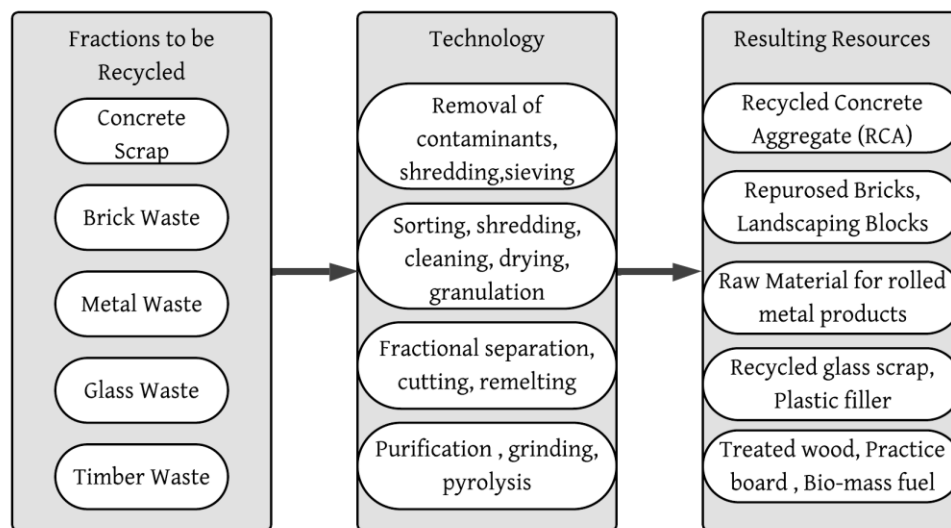 Fractions to be
Recycled
Concrete
Scrap
Brick Waste
Metal Waste
Glass Waste
Timber Waste
Technology
Removal of
contaminants,
shredding,sieving
Sorting, shredding,
cleaning, drying,
granulation
Fractional separation,
cutting, remelting
Purification , grinding,
pyrolysis
Resulting Resources
Recycled Concrete
Aggregate (RCA)
Repurosed Bricks,
Landscaping Blocks
Raw Material for rolled
metal products
Recycled glass scrap,
Plastic filler
Treated wood, Practice
board , Bio-mass fuel